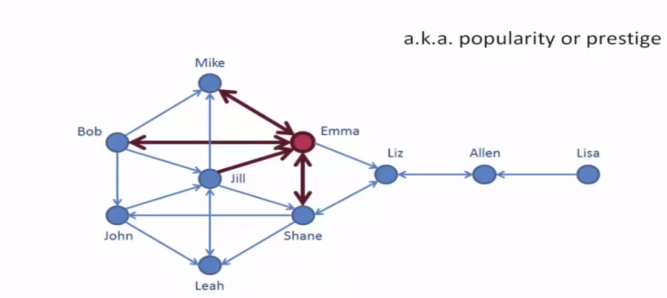 a.k.a. popularity or prestige
Mike
Bob
Emma
Liz
Allen
Lisa
Jill
John
Shane
Leah